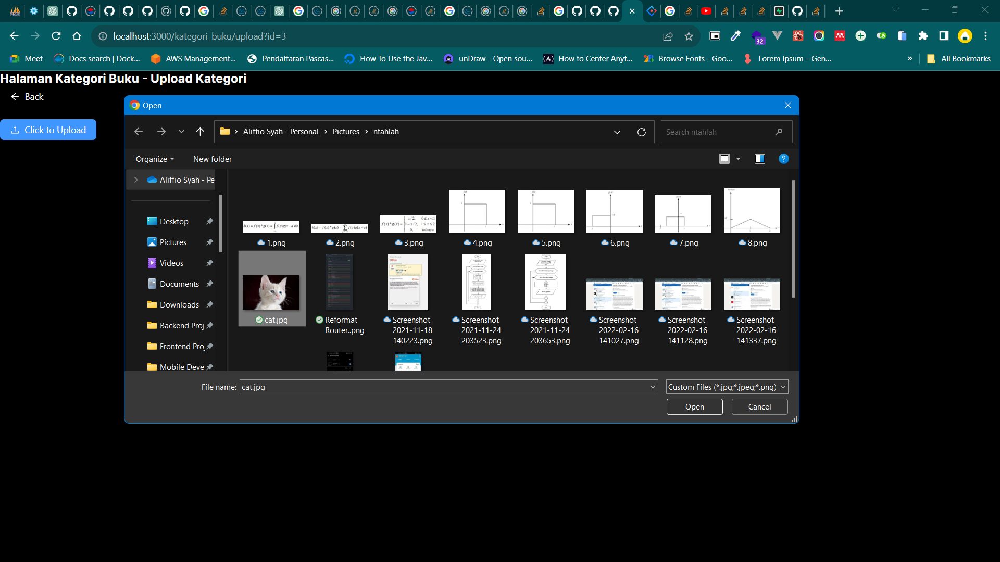 localhost:3000/kategori_buku/upload?id=3
32
Meet
Docs search | Dock...
AWS Management...
Pendaftaran Pascas...
How To Use the Jav...
unDraw - Open sou...
How to Center Anyt...
Browse Fonts - Goo...
Lorem Ipsum – Gen...
»
All Bookmarks
Halaman Kategori Buku - Upload Kategori
Back
Click to Upload
Open
Aliffio Syah - Personal > Pictures > ntahlah
Search ntahlah
Organize
New folder
?
Aliffio Syah - Pe
Desktop
Pictures
Videos
Documents
Downloads
Backend Proj
Frontend Pro
Mobile Deve
1.png
2.png
3.png
4.png
5.png
6.png
7.png
8.png
cat.jpg
Reformat
Router..png
Screenshot
2021-11-18
140223.png
Screenshot
2021-11-24
203523.png
Screenshot
2021-11-24
203653.png
Screenshot
2022-02-16
141027.png
Screenshot
2022-02-16
141128.png
Screenshot
2022-02-16
141337.png
Office
File name:
cat.jpg
Custom Files (*.jpg;*.jpeg;*.png)
Open
Cancel